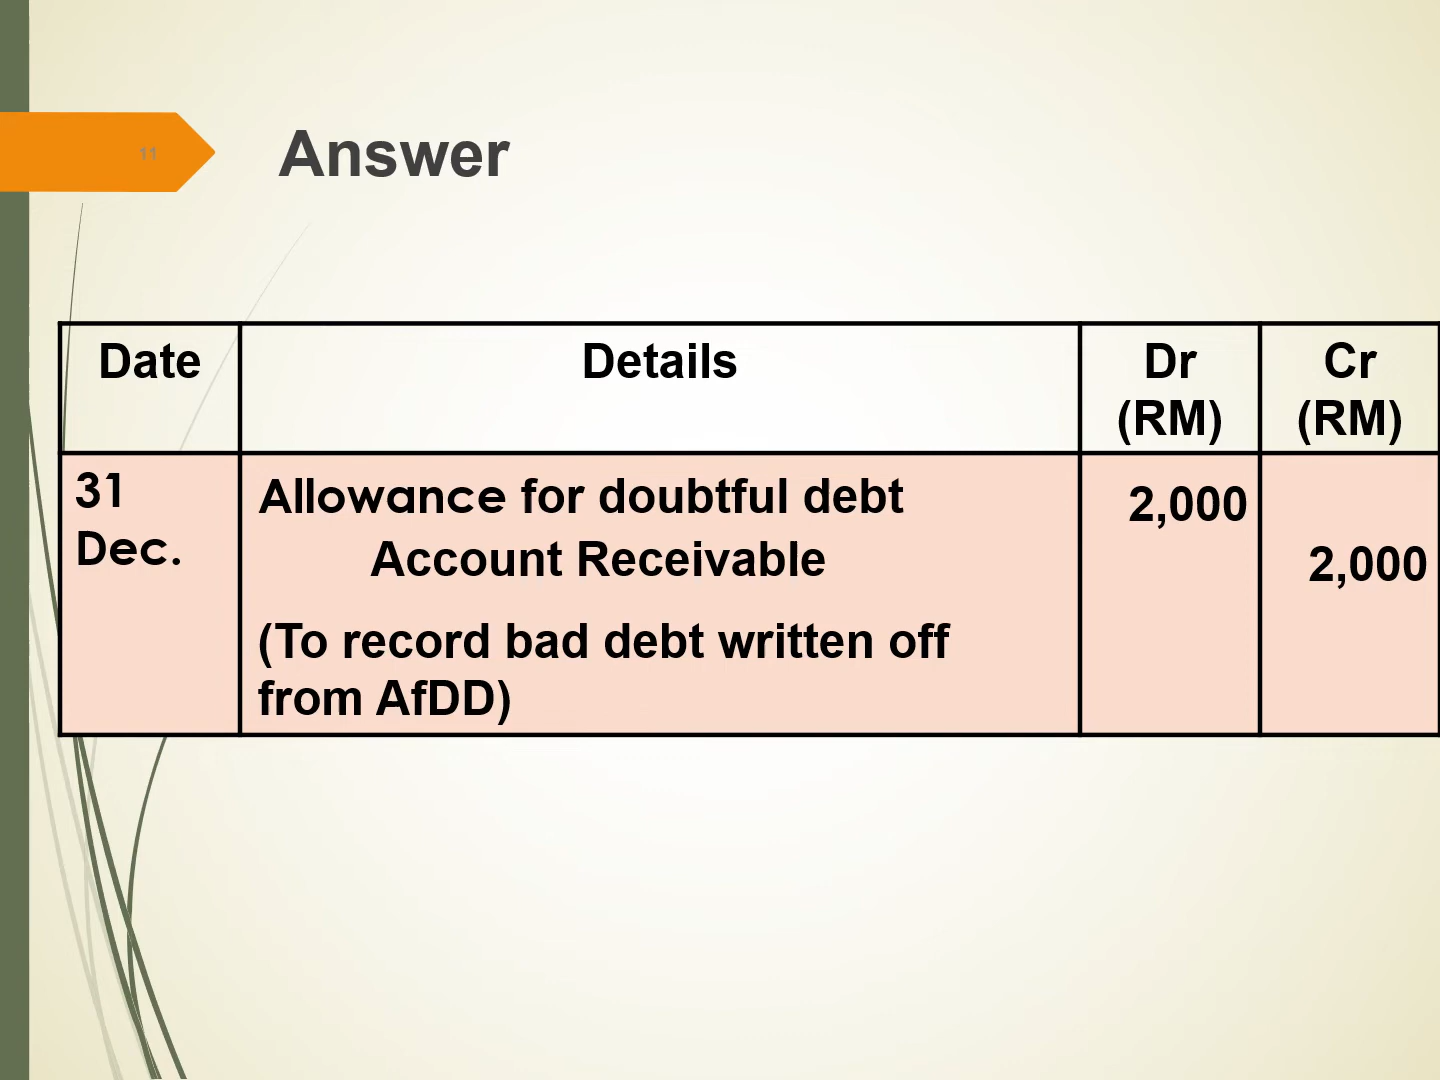 11
Answer
Date
Details
Dr
(RM)
Cr
(RM)
31
Dec.
Allowance for doubtful debt
Account Receivable
(To record bad debt written off
from AfDD)
2,000
2,000